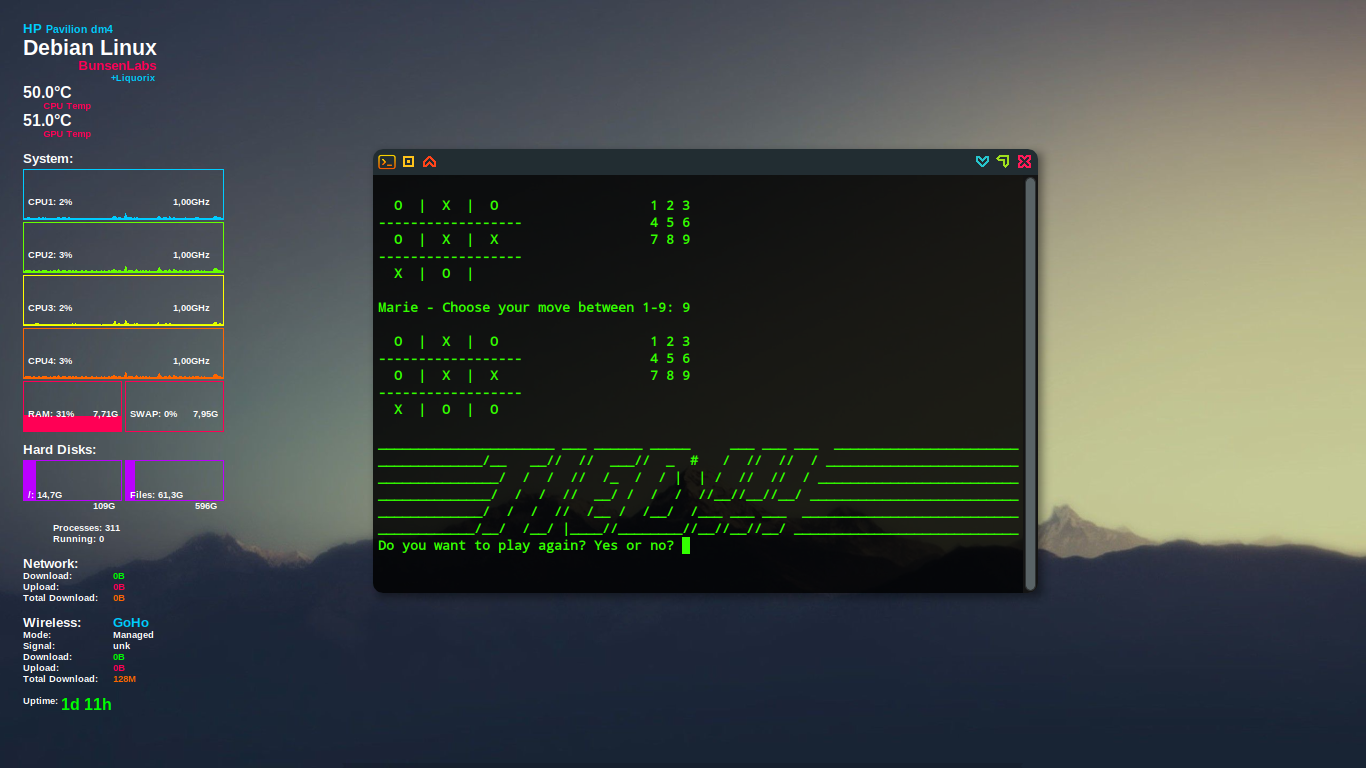 HP Pavilion dm4
Debian Linux
BunsenLabs
+Liquorix
50.0°C
CPU Temp
51.0°C
GPU Temp
System:
CPU1: 2% 1,00GHz
CPU2: 3% 1,00GHz
CPU3: 2% 1,00GHz
CPU4: 3% 1,00GHz
RAM: 31% 7,71G SWAP: 0% 7,95G
Hard Disks:
/: 14,7G Files: 61,3G
109G 596G
Processes: 311
Running: 0
Network:
Download: 0B
Upload: 0B
Total Download: 0B
Wireless: GoHo
Mode: Managed
Signal: unk
Download: 0B
Upload: 0B
Total Download: 128M
Uptime: 1d 11h
O | X | O 1 2 3
------------------ 4 5 6
O | X | X 7 8 9
------------------
X | O |
Marie - Choose your move between 1-9: 9
O | X | O 1 2 3
------------------ 4 5 6
O | X | X 7 8 9
------------------
X | O | O
Do you want to play again? Yes or no?